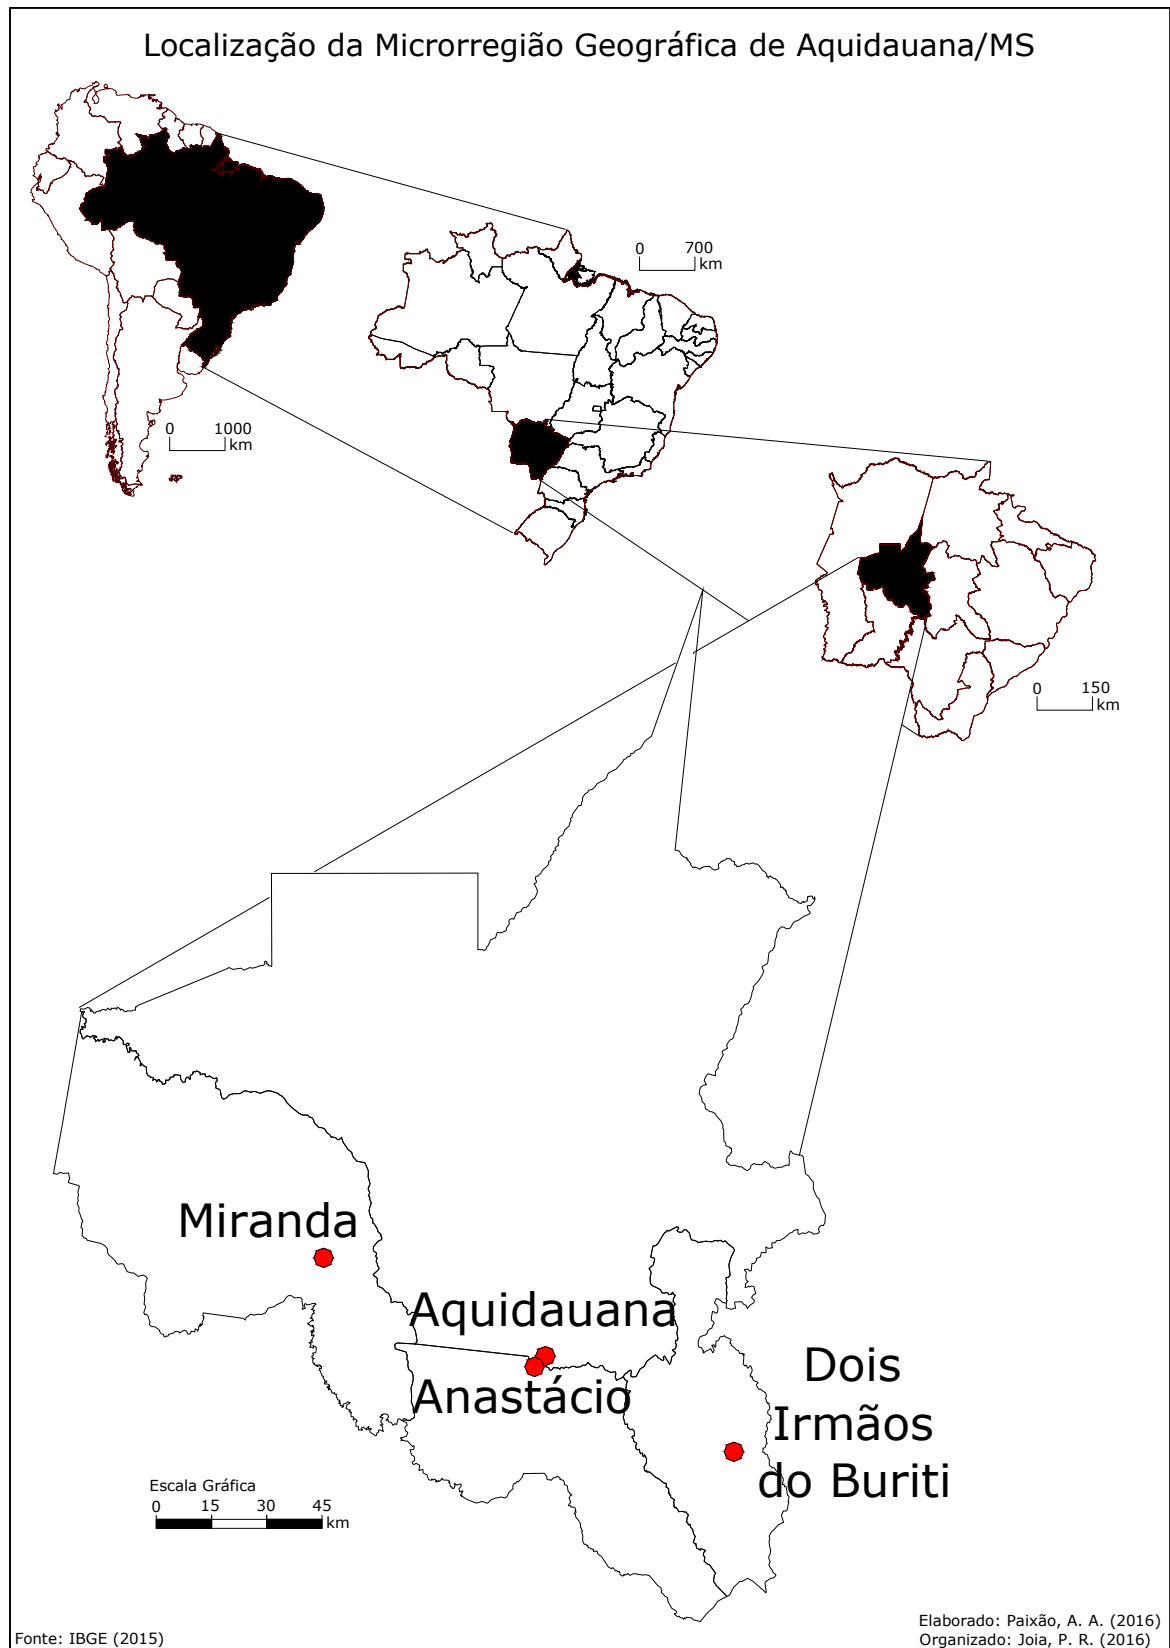 Localização da Microrregião Geográfica de Aquidauana/MS
0 700
km
0 1000
km
0 150
km
Miranda
Aquidauana
Anastácio
Dois
Irmãos
do Buriti
Escala Gráfica
0 15 30 45
km
Fonte: IBGE (2015)
Elaborado: Paixão, A. A. (2016)
Organizado: Joia, P. R. (2016)